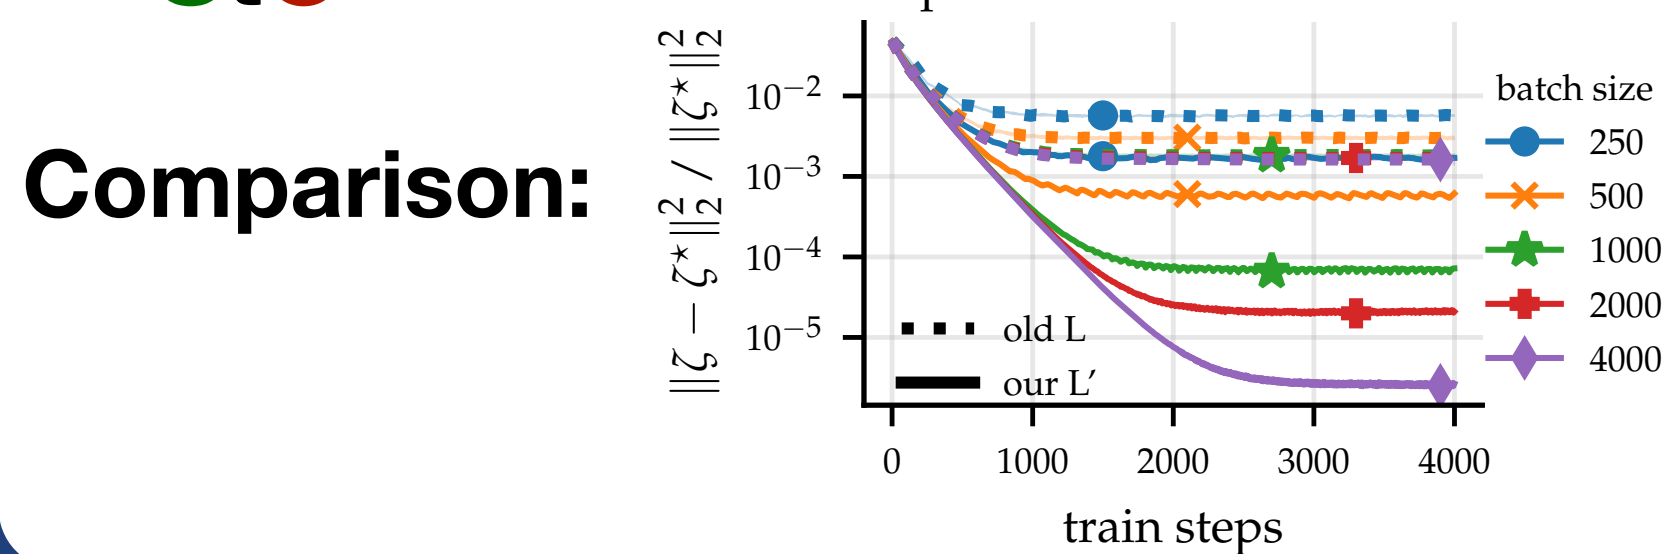 Comparison:
‖ζ − ζ⋆‖₂² / ‖ζ⋆‖₂²
10⁻²
10⁻³
10⁻⁴
10⁻⁵
old L
our L’
0 1000 2000 3000 4000
train steps
batch size
250
500
1000
2000
4000